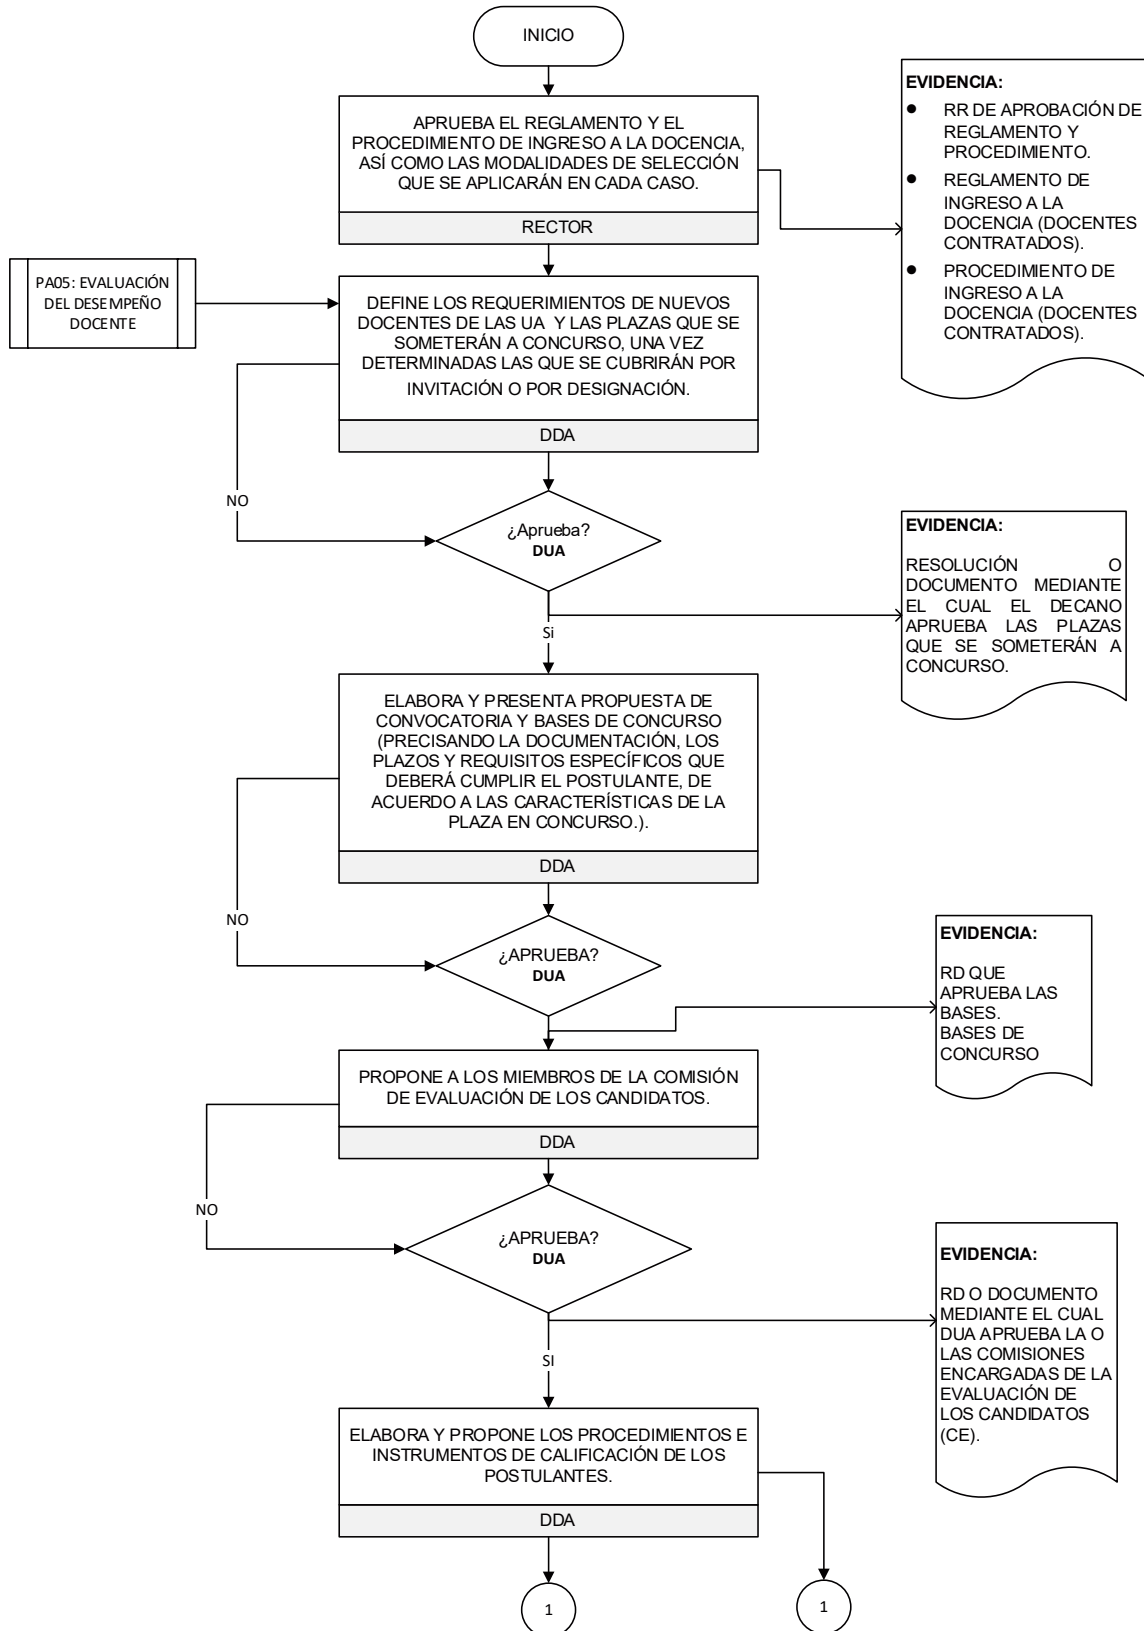 INICIO
APRUEBA EL REGLAMENTO Y EL
PROCEDIMIENTO DE INGRESO A LA DOCENCIA,
ASÍ COMO LAS MODALIDADES DE SELECCIÓN
QUE SE APLICARÁN EN CADA CASO.
RECTOR
EVIDENCIA:
● RR DE APROBACIÓN DE
REGLAMENTO Y
PROCEDIMIENTO.
● REGLAMENTO DE
INGRESO A LA
DOCENCIA (DOCENTES
CONTRATADOS).
● PROCEDIMIENTO DE
INGRESO A LA
DOCENCIA (DOCENTES
CONTRATADOS).
PA05: EVALUACIÓN
DEL DESEMPEÑO
DOCENTE
DEFINE LOS REQUERIMIENTOS DE NUEVOS
DOCENTES DE LAS UA Y LAS PLAZAS QUE SE
SOMETERÁN A CONCURSO, UNA VEZ
DETERMINADAS LAS QUE SE CUBRIRÁN POR
INVITACIÓN O POR DESIGNACIÓN.
DDA
NO
¿Aprueba?
DUA
Si
EVIDENCIA:
RESOLUCIÓN O
DOCUMENTO MEDIANTE
EL CUAL EL DECANO
APRUEBA LAS PLAZAS
QUE SE SOMETERÁN A
CONCURSO.
ELABORA Y PRESENTA PROPUESTA DE
CONVOCATORIA Y BASES DE CONCURSO
(PRECISANDO LA DOCUMENTACIÓN, LOS
PLAZOS Y REQUISITOS ESPECÍFICOS QUE
DEBERÁ CUMPLIR EL POSTULANTE, DE
ACUERDO A LAS CARACTERÍSTICAS DE LA
PLAZA EN CONCURSO.).
DDA
NO
¿APRUEBA?
DUA
EVIDENCIA:
RD QUE
APRUEBA LAS
BASES.
BASES DE
CONCURSO
PROPONE A LOS MIEMBROS DE LA COMISIÓN
DE EVALUACIÓN DE LOS CANDIDATOS.
DDA
NO
¿APRUEBA?
DUA
SI
EVIDENCIA:
RD O DOCUMENTO
MEDIANTE EL CUAL
DUA APRUEBA LA O
LAS COMISIONES
ENCARGADAS DE LA
EVALUACIÓN DE
LOS CANDIDATOS
(CE).
ELABORA Y PROPONE LOS PROCEDIMIENTOS E
INSTRUMENTOS DE CALIFICACIÓN DE LOS
POSTULANTES.
DDA
1
1